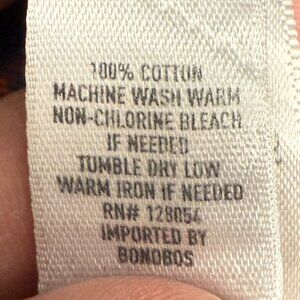 100% COTTON
MACHINE WASH WARM
NON-CHLORINE BLEACH
IF NEEDED
TUMBLE DRY LOW
WARM IRON IF NEEDED
RN# 128054
IMPORTED BY
BONOBOS